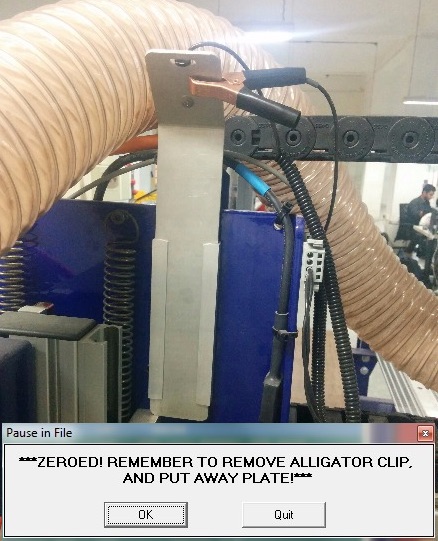 Pause in File
***ZEROED! REMEMBER TO REMOVE ALLIGATOR CLIP,
AND PUT AWAY PLATE!***
OK
Quit